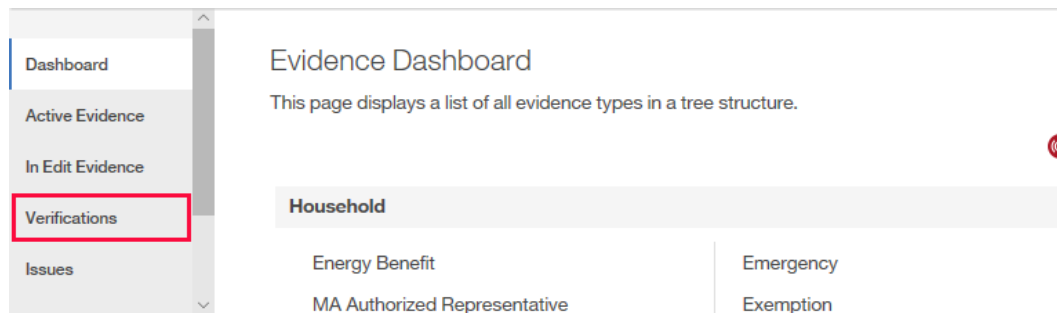 Dashboard
Active Evidence
In Edit Evidence
Verifications
Issues
Evidence Dashboard
This page displays a list of all evidence types in a tree structure.
Household
Energy Benefit
Emergency
MA Authorized Representative
Exemption